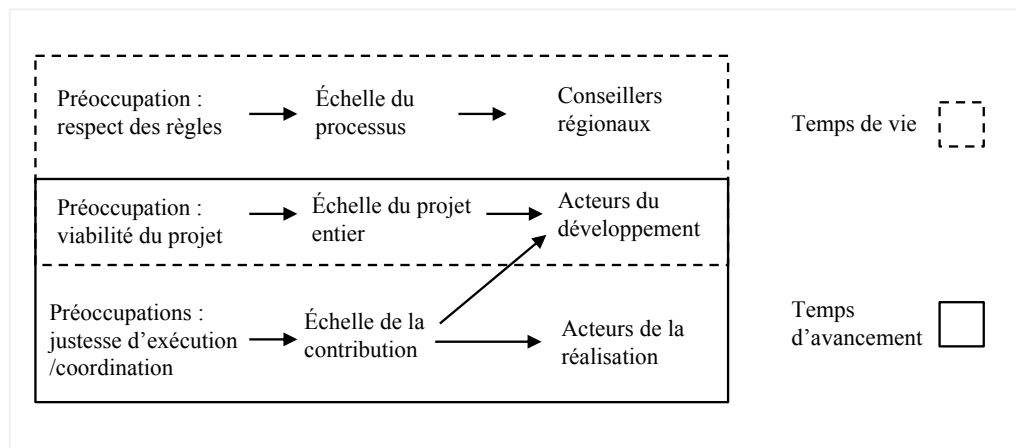 Préoccupation :
respect des règles
Échelle du
processus
Conseillers
régionaux
Temps de vie
Préoccupation :
viabilité du projet
Échelle du projet
entier
Acteurs du
développement
Préoccupations :
justesse d'exécution
/coordination
Échelle de la
contribution
Acteurs de la
réalisation
Temps
d'avancement